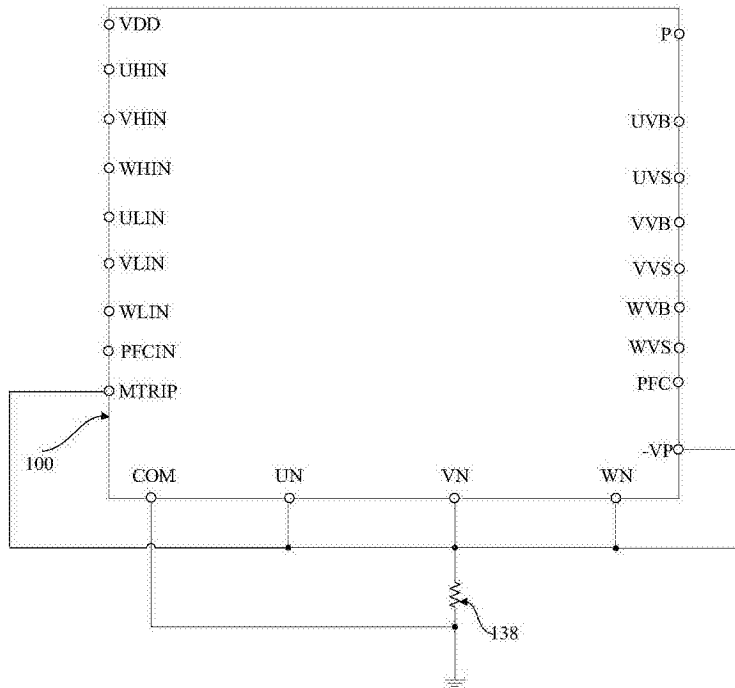 VDD
UHIN
VHIN
WHIN
ULIN
VLIN
WLIN
PFCIN
MTRIP
100
P
UVB
UVS
VVB
VVS
WVB
WVS
PFC
-VP
COM
UN
VN
WN
138